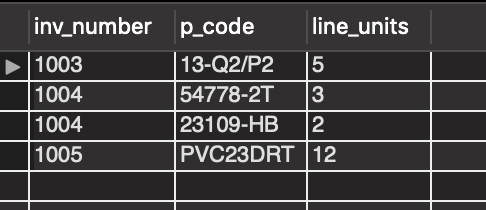 inv_number p_code line_units
1003 13-Q2/P2 5
1004 54778-2T 3
1004 23109-HB 2
1005 PVC23DRT 12